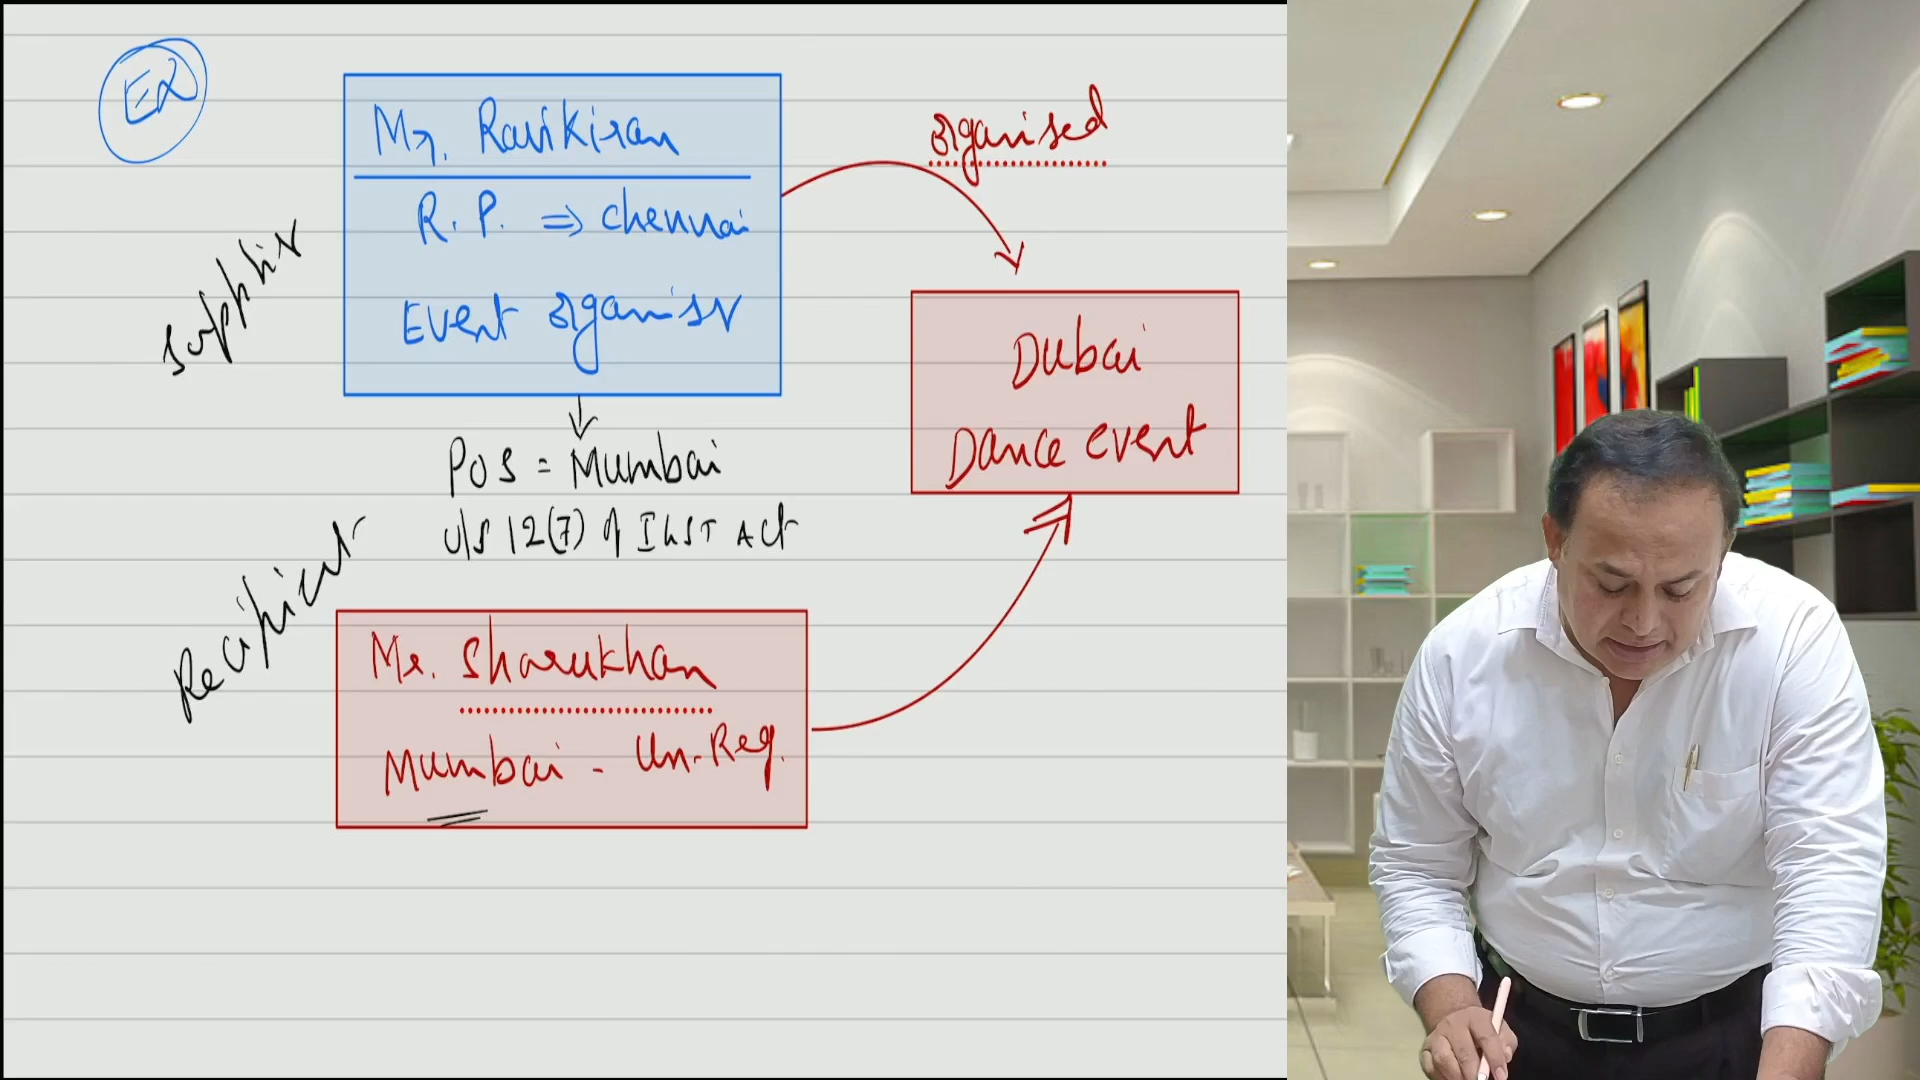 Ex
Mr. Ravikiran
R.P. ⇒ chennai
Event organiser
supplier
organised
Dubai
Dance event
POS = Mumbai
u/s 12(7) of IGST Act
Recipient
Mr. Sharukhan
Mumbai - Un-Reg.